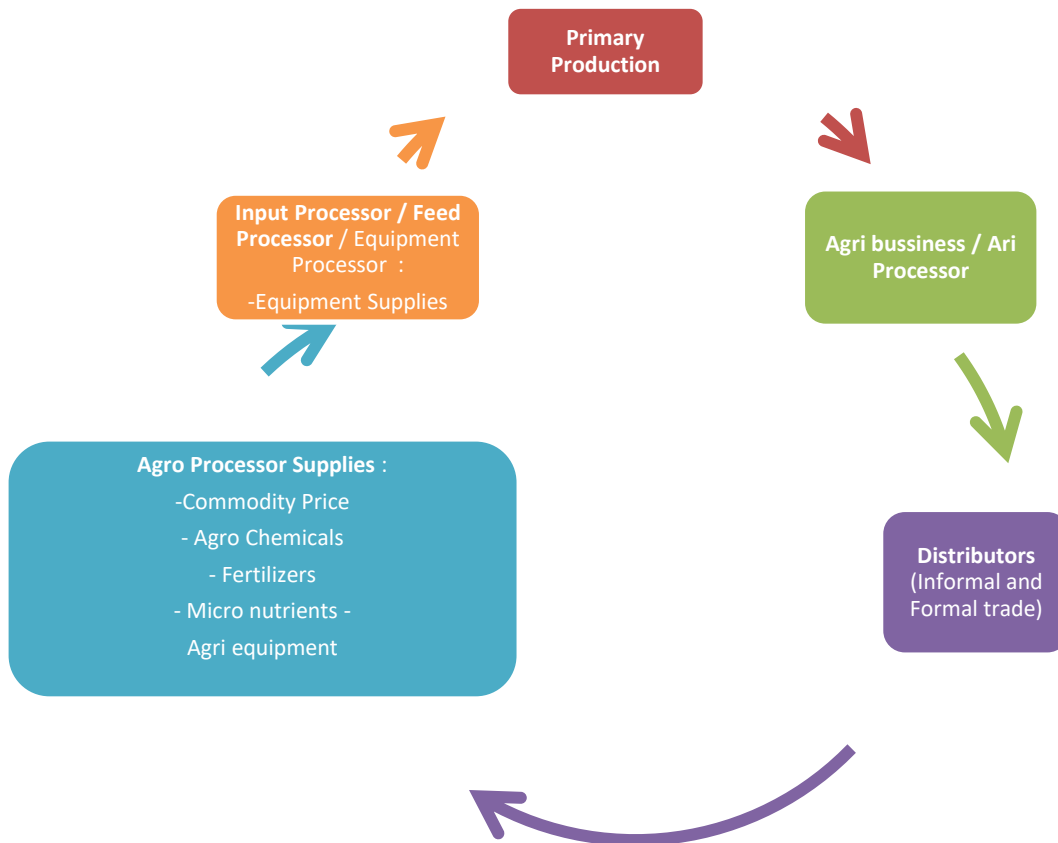 Primary
Production
Input Processor / Feed
Processor / Equipment
Processor :
-Equipment Supplies
Agri bussiness / Ari
Processor
Agro Processor Supplies :
-Commodity Price
- Agro Chemicals
- Fertilizers
- Micro nutrients -
Agri equipment
Distributors
(Informal and
Formal trade)